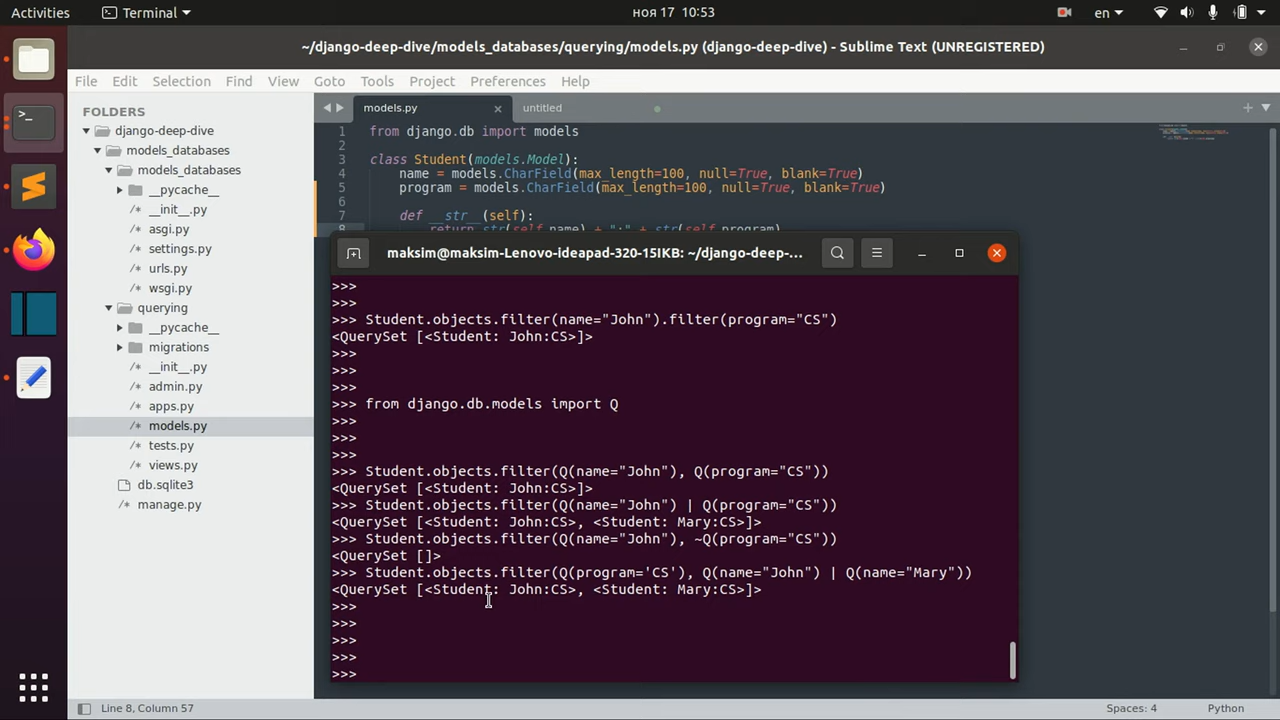 Activities
Terminal
ноя 17 10:53
en
~/django-deep-dive/models_databases/querying/models.py (django-deep-dive) - Sublime Text (UNREGISTERED)
File Edit Selection Find View Goto Tools Project Preferences Help
FOLDERS
django-deep-dive
models_databases
models_databases
__pycache__
/* __init__.py
/* asgi.py
/* settings.py
/* urls.py
/* wsgi.py
querying
__pycache__
migrations
/* __init__.py
/* admin.py
/* apps.py
/* models.py
/* tests.py
/* views.py
db.sqlite3
/* manage.py
models.py
untitled
1 from django.db import models
2
3 class Student(models.Model):
4 name = models.CharField(max_length=100, null=True, blank=True)
5 program = models.CharField(max_length=100, null=True, blank=True)
6
7 def __str__(self):
8 return str(self.name) + ":" + str(self.program)
maksim@maksim-Lenovo-ideapad-320-15IKB: ~/django-deep-...
>>>
>>>
>>> Student.objects.filter(name="John").filter(program="CS")
<QuerySet [<Student: John:CS>]>
>>>
>>>
>>>
>>> from django.db.models import Q
>>>
>>>
>>>
>>> Student.objects.filter(Q(name="John"), Q(program="CS"))
<QuerySet [<Student: John:CS>]>
>>> Student.objects.filter(Q(name="John") | Q(program="CS"))
<QuerySet [<Student: John:CS>, <Student: Mary:CS>]>
>>> Student.objects.filter(Q(name="John"), ~Q(program="CS"))
<QuerySet []>
>>> Student.objects.filter(Q(program='CS'), Q(name="John") | Q(name="Mary"))
<QuerySet [<Student: John:CS>, <Student: Mary:CS>]>
>>>
>>>
>>>
>>>
>>>
Line 8, Column 57
Spaces: 4
Python